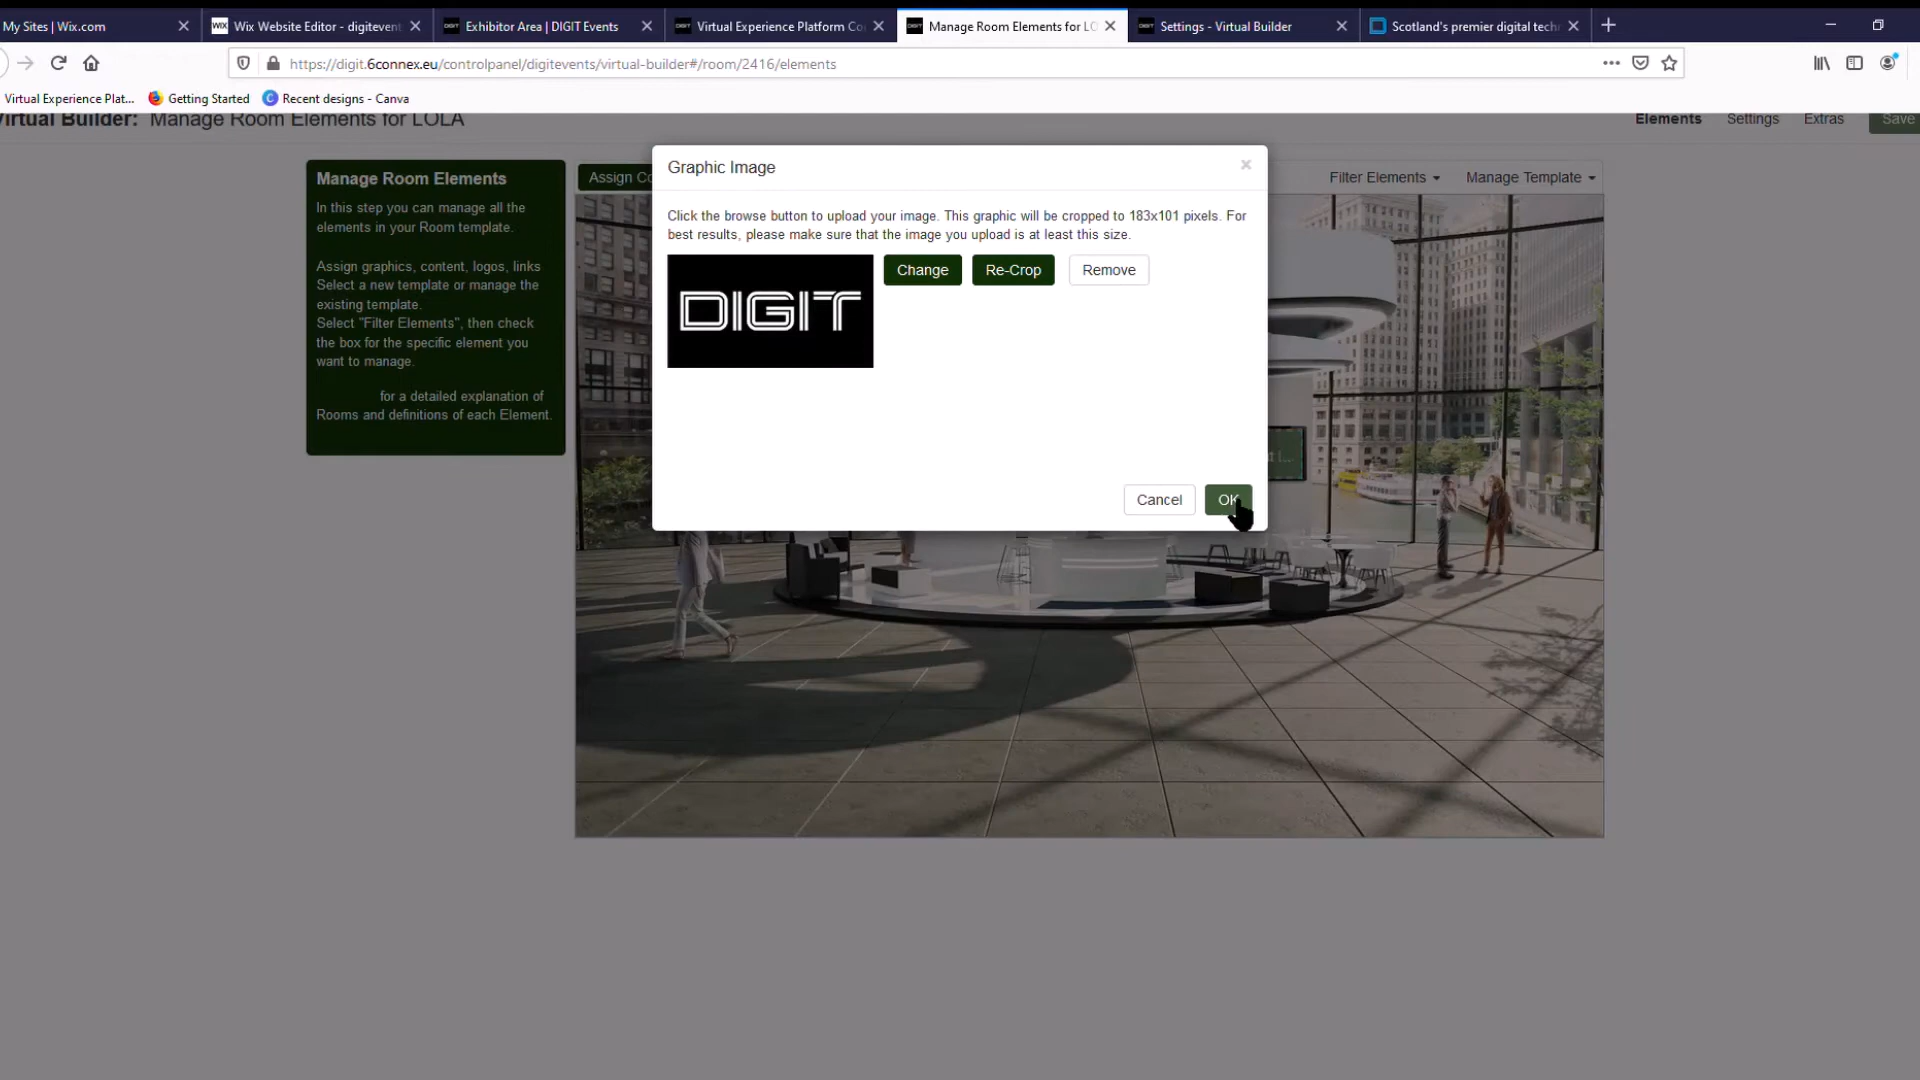 My Sites | Wix.com
Wix Website Editor - digitevent
Exhibitor Area | DIGIT Events
Virtual Experience Platform Co
Manage Room Elements for LO
Settings - Virtual Builder
Scotland's premier digital tech
https://digit.6connex.eu/controlpanel/digitevents/virtual-builder#/room/2416/elements
Virtual Experience Plat...
Getting Started
Recent designs - Canva
Virtual Builder: Manage Room Elements for LOLA
Elements
Settings
Extras
Save
Manage Room Elements
In this step you can manage all the
elements in your Room template.
Assign graphics, content, logos, links
Select a new template or manage the
existing template.
Select "Filter Elements", then check
the box for the specific element you
want to manage.
for a detailed explanation of
Rooms and definitions of each Element.
Assign Co
Filter Elements
Manage Template
Graphic Image
Click the browse button to upload your image. This graphic will be cropped to 183x101 pixels. For
best results, please make sure that the image you upload is at least this size.
DIGIT
Change
Re-Crop
Remove
Cancel
OK